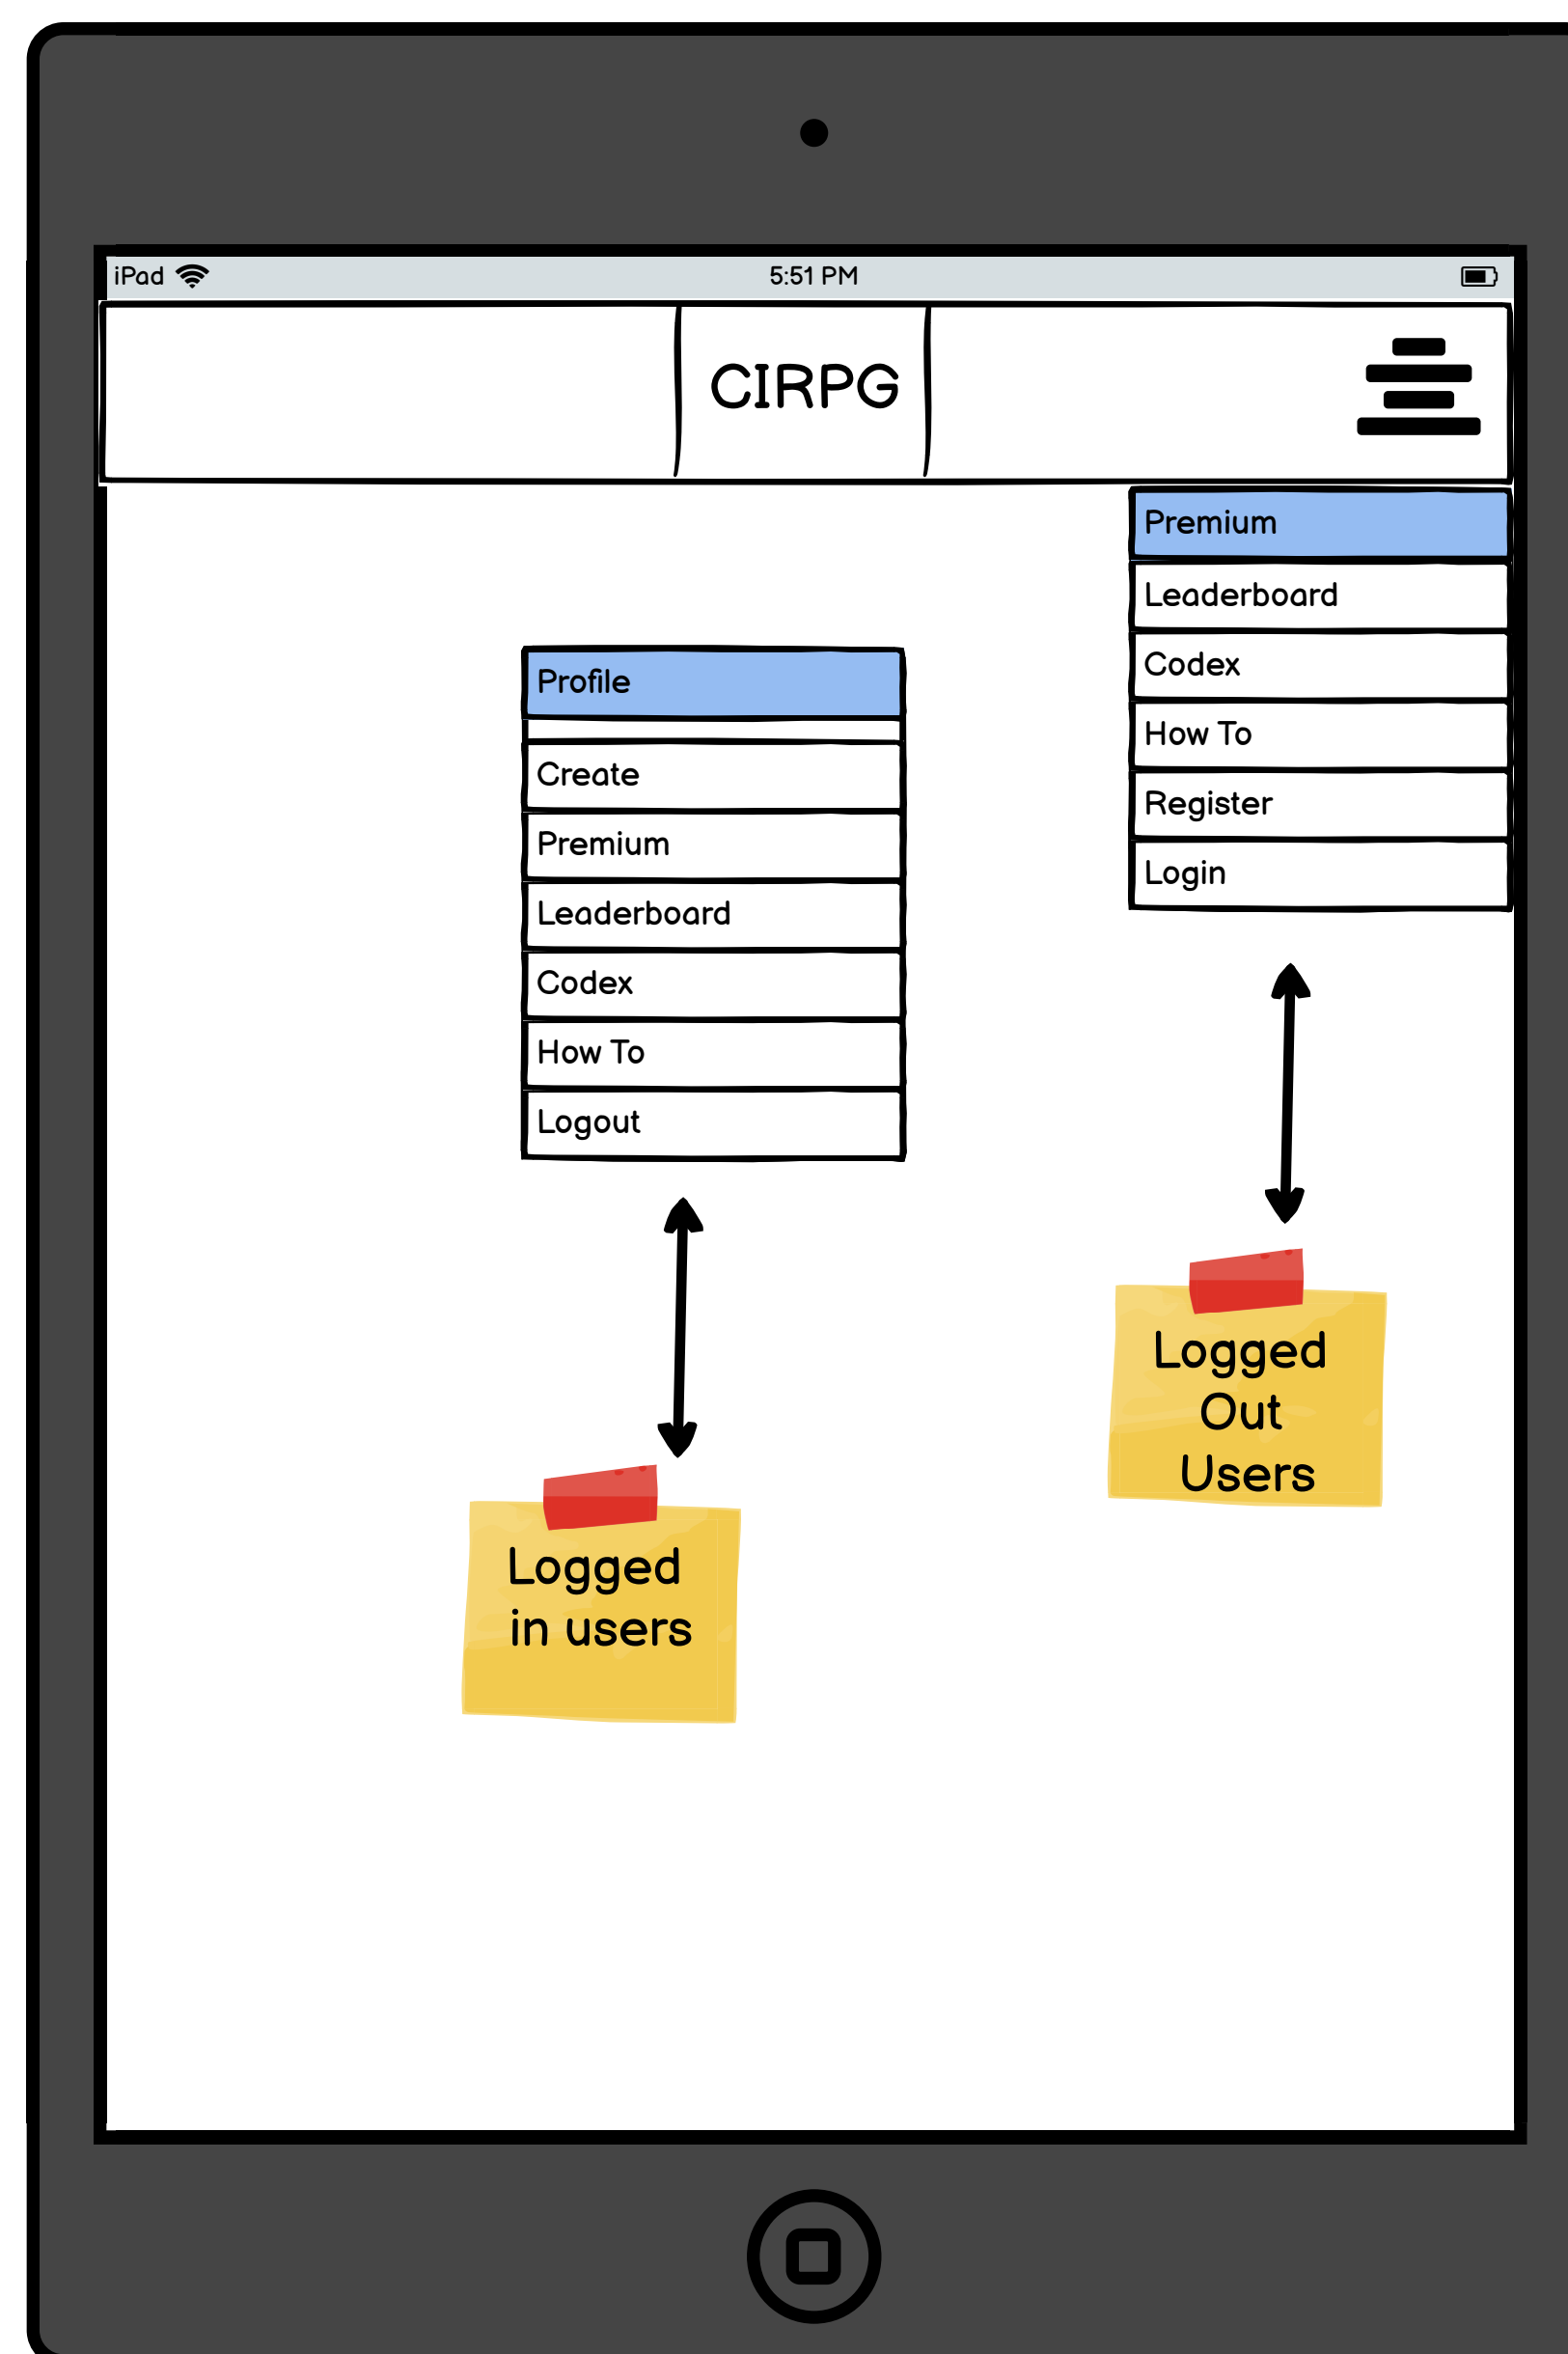 iPad
5:51 PM
CIRPG
Premium
Leaderboard
Codex
How To
Register
Login
Profile
Create
Premium
Leaderboard
Codex
How To
Logout
Logged
Out
Users
Logged
in users